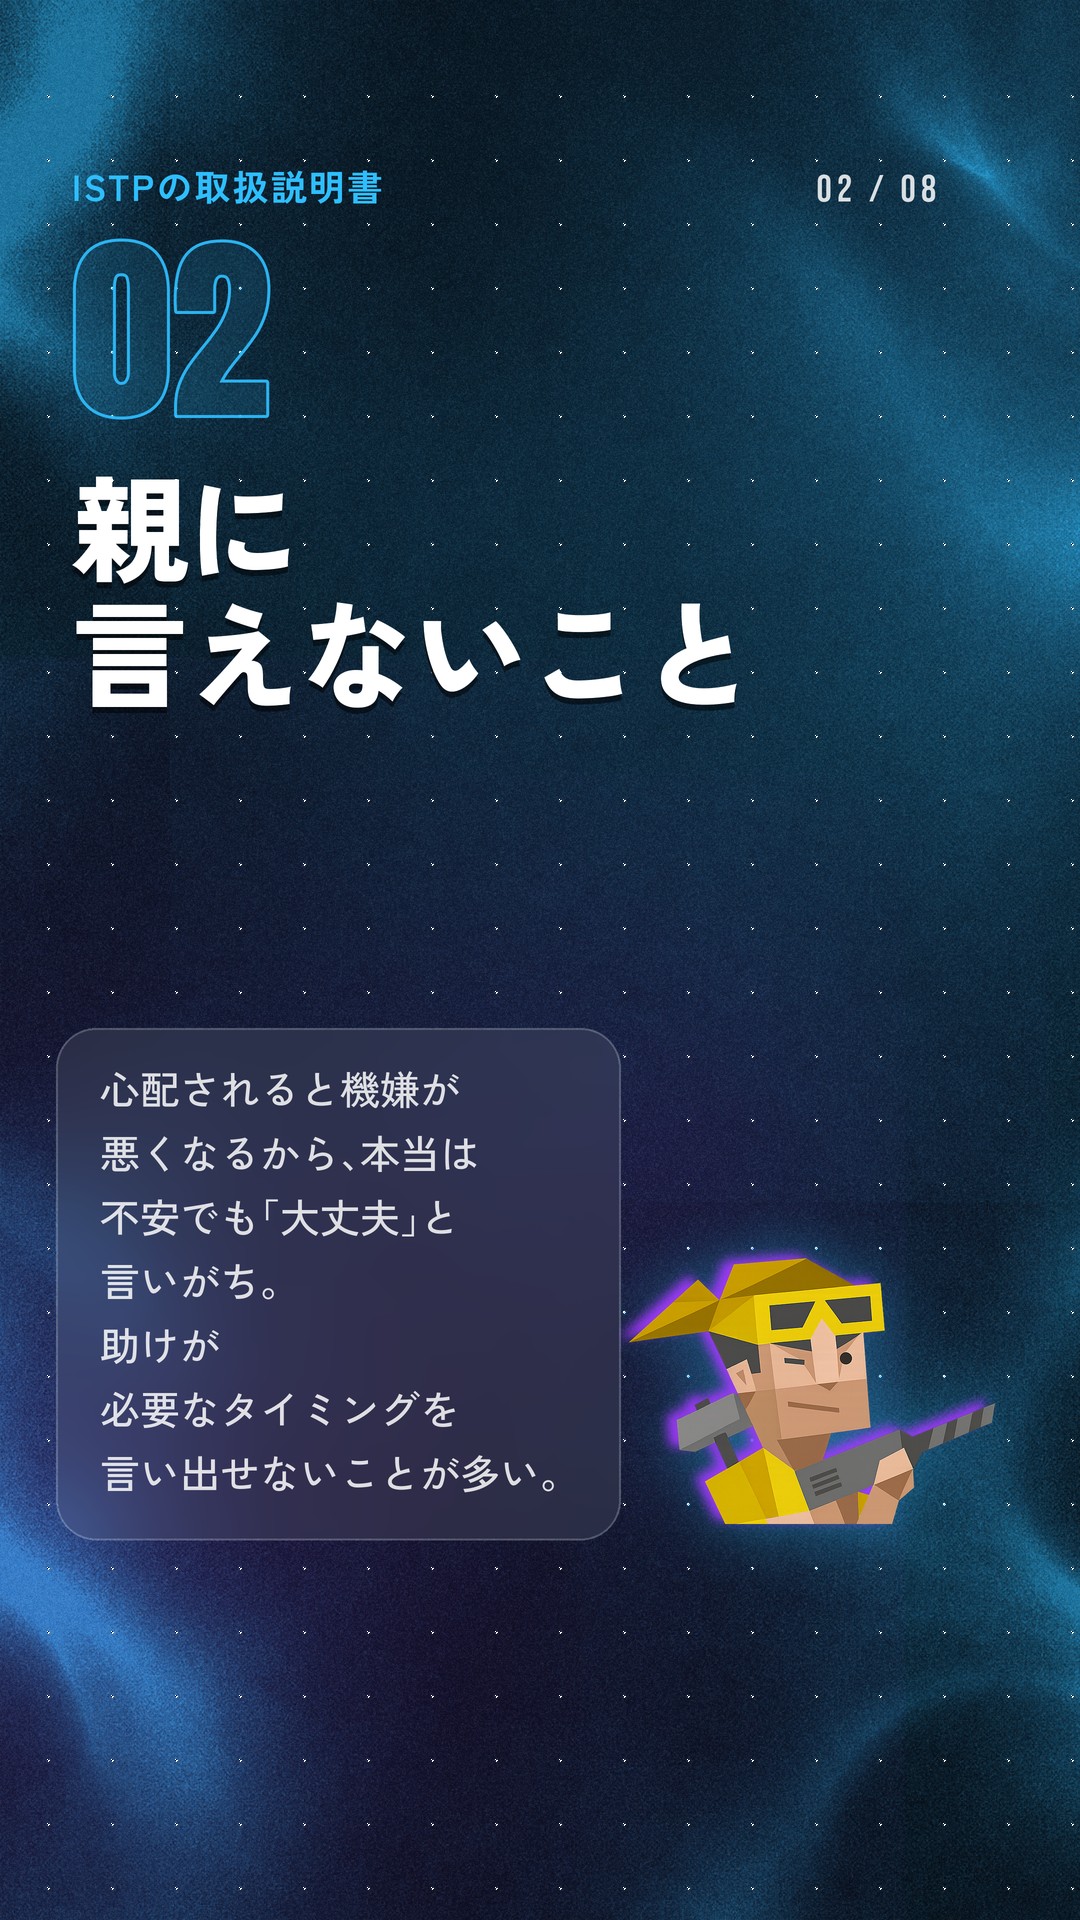 ISTPの取扱説明書
02 / 08
02
親に
言えないこと
心配されると機嫌が
悪くなるから、本当は
不安でも「大丈夫」と
言いがち。
助けが
必要なタイミングを
言い出せないことが多い。